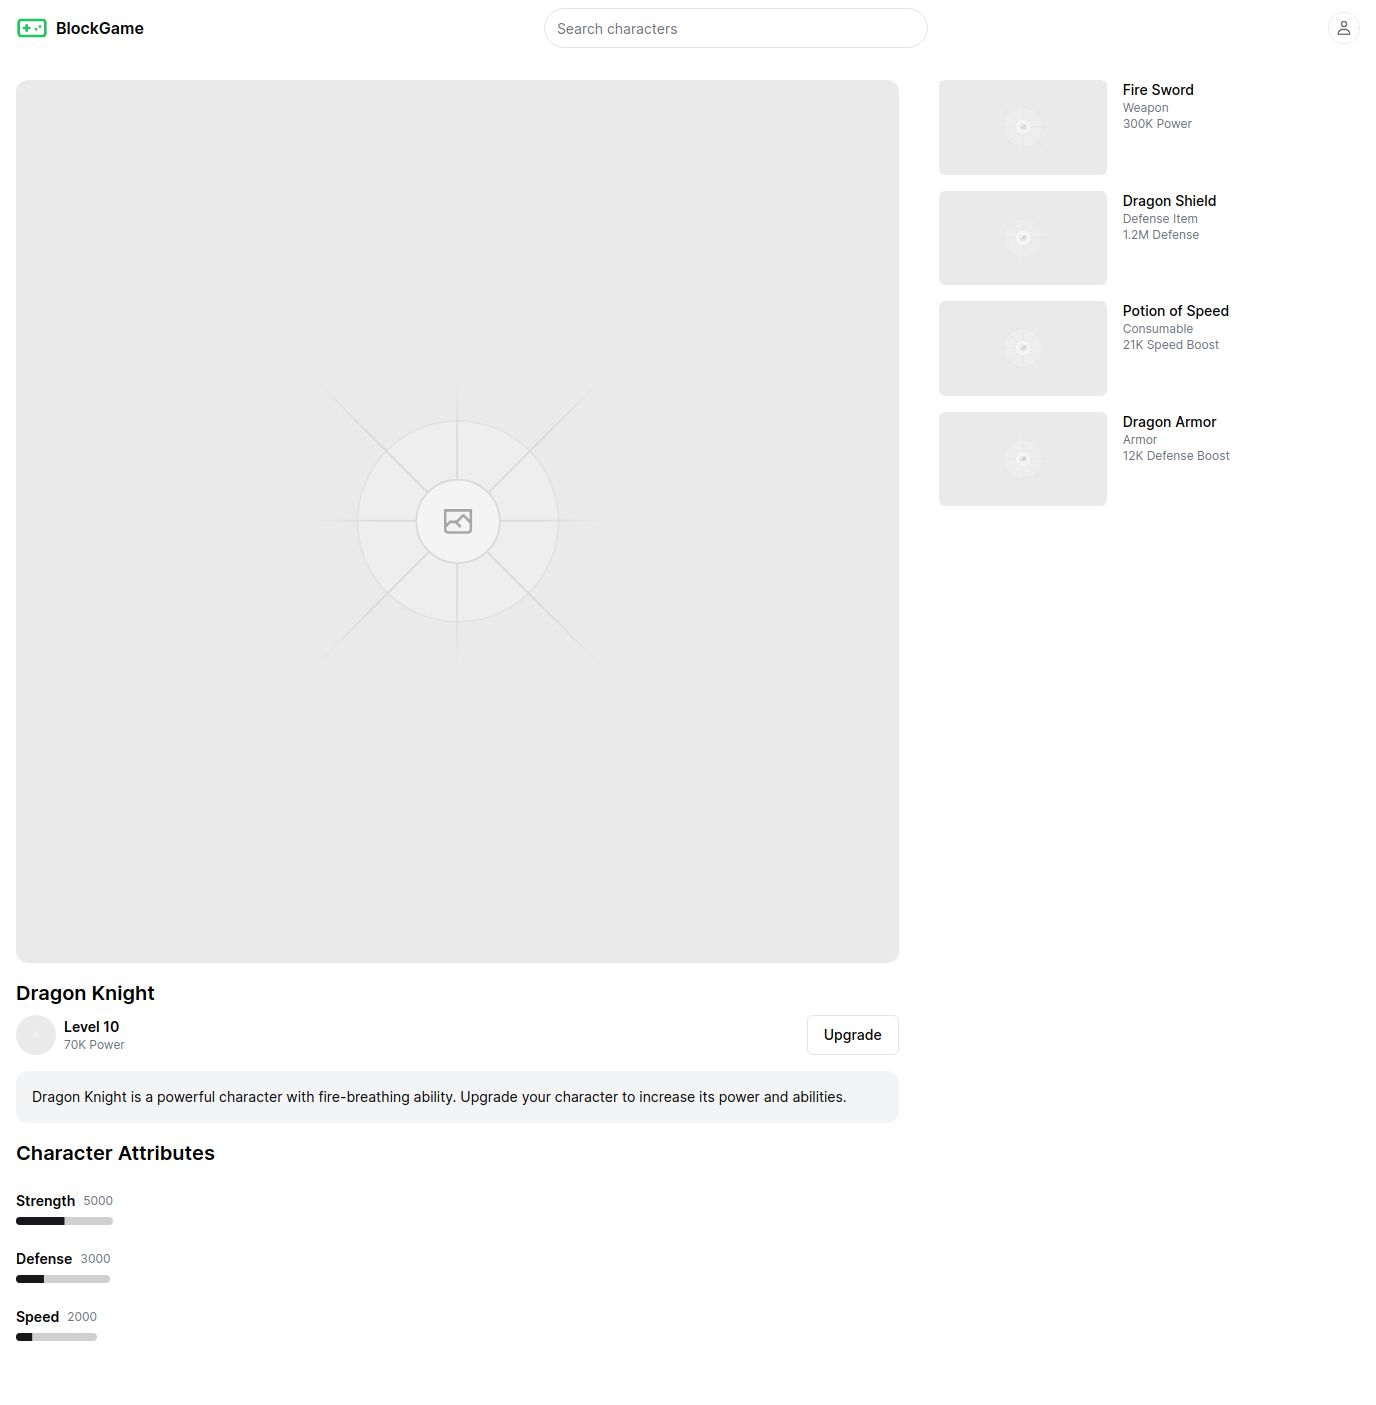 BlockGame
Search characters
Fire Sword
Weapon
300K Power
Dragon Shield
Defense Item
1.2M Defense
Potion of Speed
Consumable
21K Speed Boost
Dragon Armor
Armor
12K Defense Boost
Dragon Knight
Level 10
70K Power
Upgrade
Dragon Knight is a powerful character with fire-breathing ability. Upgrade your character to increase its power and abilities.
Character Attributes
Strength 5000
Defense 3000
Speed 2000